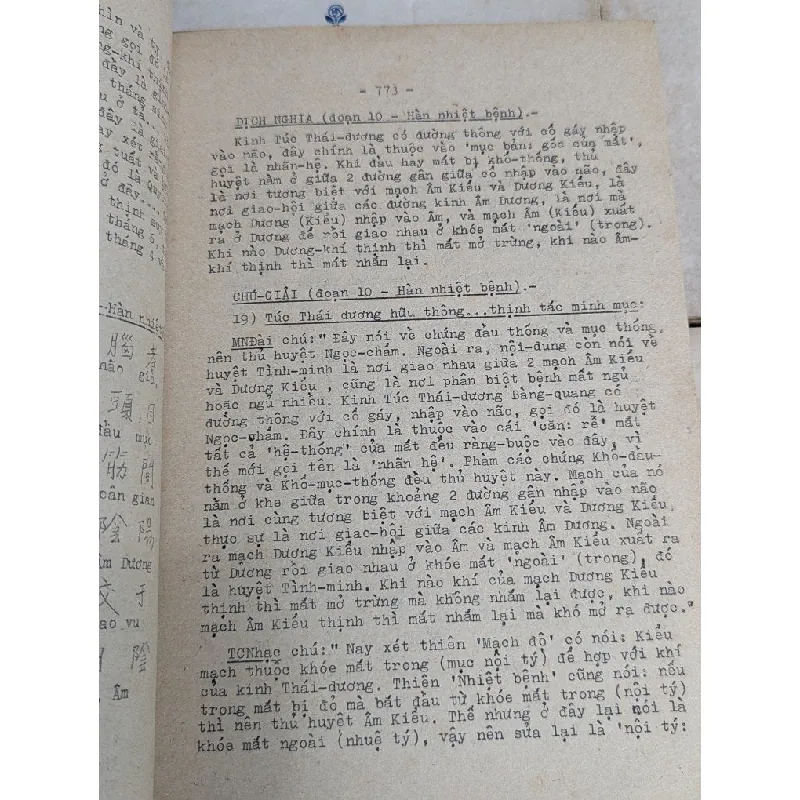 - 773 -
DỊCH NGHĨA (đoạn 10 - Hàn nhiệt bệnh).-
Kinh Túc Thái-dương có đường thông với cổ gáy nhập
vào não, đây chính là thuộc vào 'mục bản: gốc của mắt',
gọi là nhãn-hệ. Khi đầu hay mắt bị khổ-thống, thủ
huyệt nằm ở giữa 2 đường gân giữa cổ nhập vào não, đây
là nơi tương biệt với mạch Âm Kiểu và Dương Kiểu, là
nơi giao-hội giữa các đường kinh Âm Dương, là nơi mà
mạch Dương (Kiểu) nhập vào Âm, và mạch Âm (Kiểu) xuất
ra ở Dương để rồi giao nhau ở khóe mắt 'ngoài' (trong).
Khi nào Dương-khí thịnh thì mắt mở trừng, khi nào Âm-
khí thịnh thì mắt nhắm lại.
CHÚ-GIẢI (đoạn 10 - Hàn nhiệt bệnh).-
19) Túc Thái dương hữu thông...thịnh tắc minh mục:
MNĐài chú:" Đây nói về chứng đầu thống và mục thống,
nên thủ huyệt Ngọc-chẩm. Ngoài ra, nội-dung còn nói về
huyệt Tình-minh là nơi giao nhau giữa 2 mạch Âm Kiểu
và Dương Kiểu , cũng là nơi phân biệt bệnh mất ngủ
hoặc ngủ nhiều. Kinh Túc Thái-dương Bàng-quang có
đường thông với cổ gáy, nhập vào não, gọi đó là huyệt
Ngọc-chẩm. Đây chính là thuộc vào cái 'căn: rễ' mắt
tất cả 'hệ-thống' của mắt đều ràng-buộc vào đây, vì
thế mới gọi tên là 'nhãn hệ'. Phàm các chứng Khổ-đầu-
thống và Khổ-mục-thống đều thủ huyệt này. Mạch của nó
nằm ở khe giữa trong khoảng 2 đường gân nhập vào não
là nơi cùng tương biệt với mạch Âm Kiểu và Dương Kiểu,
thực sự là nơi giao-hội giữa các kinh Âm Dương. Ngoài
ra mạch Dương Kiểu nhập vào Âm và mạch Âm Kiểu xuất ra
từ Dương rồi giao nhau ở khóe mắt 'ngoài' (trong), đó
là huyệt Tình-minh. Khi nào khí của mạch Dương Kiểu
thịnh thì mắt mở trừng mà không nhắm lại được, khi nào
mạch Âm Kiểu thịnh thì mắt nhắm lại mà khó mở ra được."
TCNhạc chú:" Nay xét thiên 'Mạch độ' có nói: Kiểu
mạch thuộc khóe mắt trong (mục nội tý) để hợp với khí
của kinh Thái-dương. Thiên 'Nhiệt bệnh' cũng nói: nếu
trong mắt bị đỏ mà bắt đầu từ khóe mắt trong (nội tý)
thì nên thủ huyệt Âm Kiểu. Thế nhưng ở đây lại nói là
khóe mắt ngoài (nhuệ tý), vậy nên sửa lại là 'nội tý: